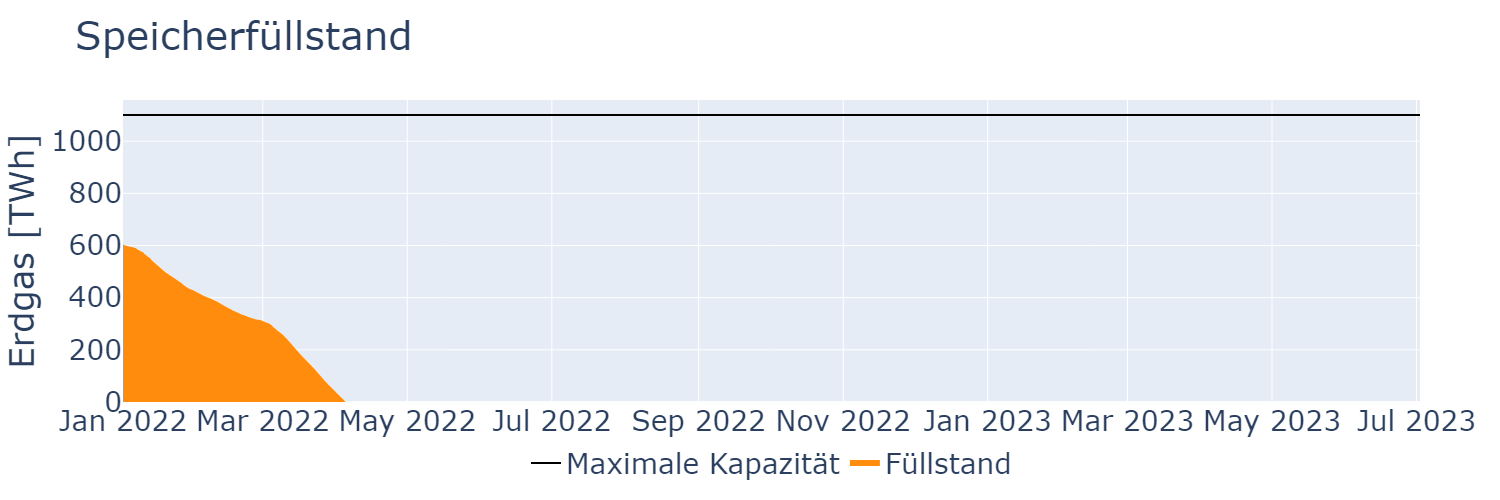 Speicherfüllstand
Erdgas [TWh]
1000
800
600
400
200
0
Jan 2022 Mar 2022 May 2022 Jul 2022 Sep 2022 Nov 2022 Jan 2023 Mar 2023 May 2023 Jul 2023
Maximale Kapazität Füllstand